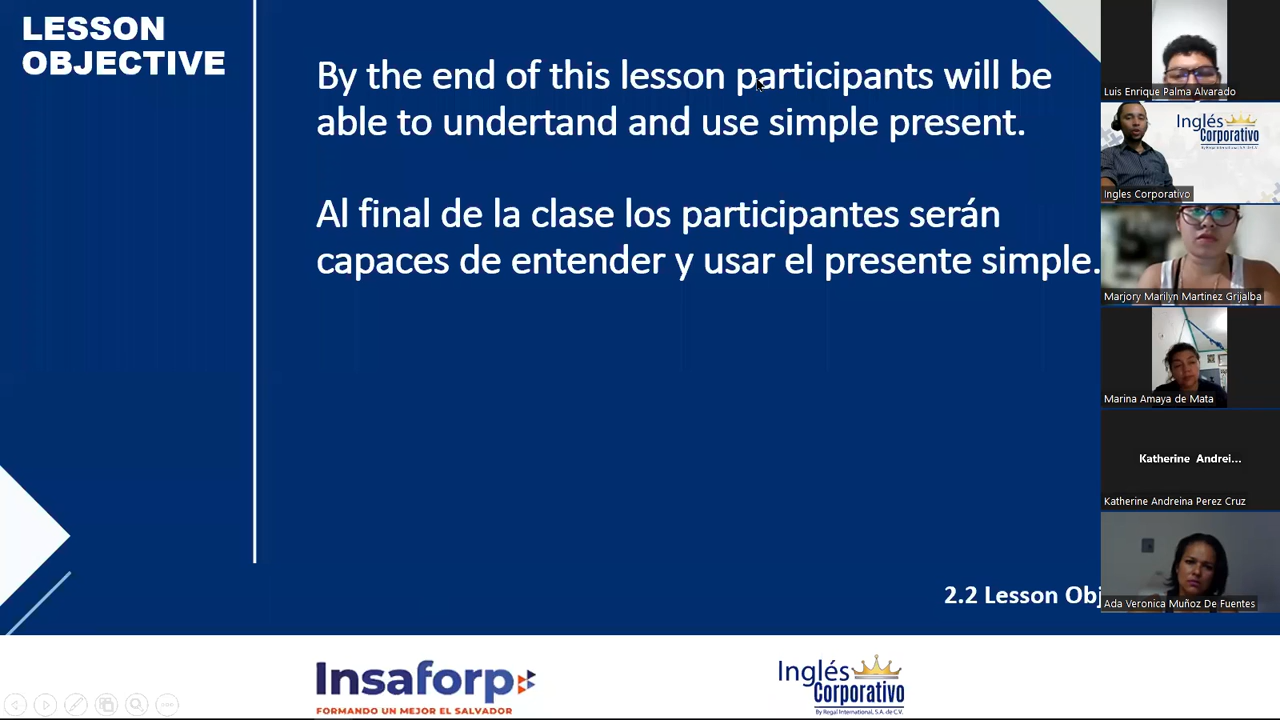 LESSON
OBJECTIVE
By the end of this lesson participants will be
able to undertand and use simple present.
Al final de la clase los participantes serán
capaces de entender y usar el presente simple.
2.2 Lesson Obj
Insaforp
FORMANDO UN MEJOR EL SALVADOR
Inglés
Corporativo
By Regal International, S.A. de C.V.
Luis Enrique Palma Alvarado
Inglés
Corporativo
Ingles Corporativo
Marjory Marilyn Martinez Grijalba
Marina Amaya de Mata
Katherine Andrei...
Katherine Andreina Perez Cruz
Ada Veronica Muñoz De Fuentes